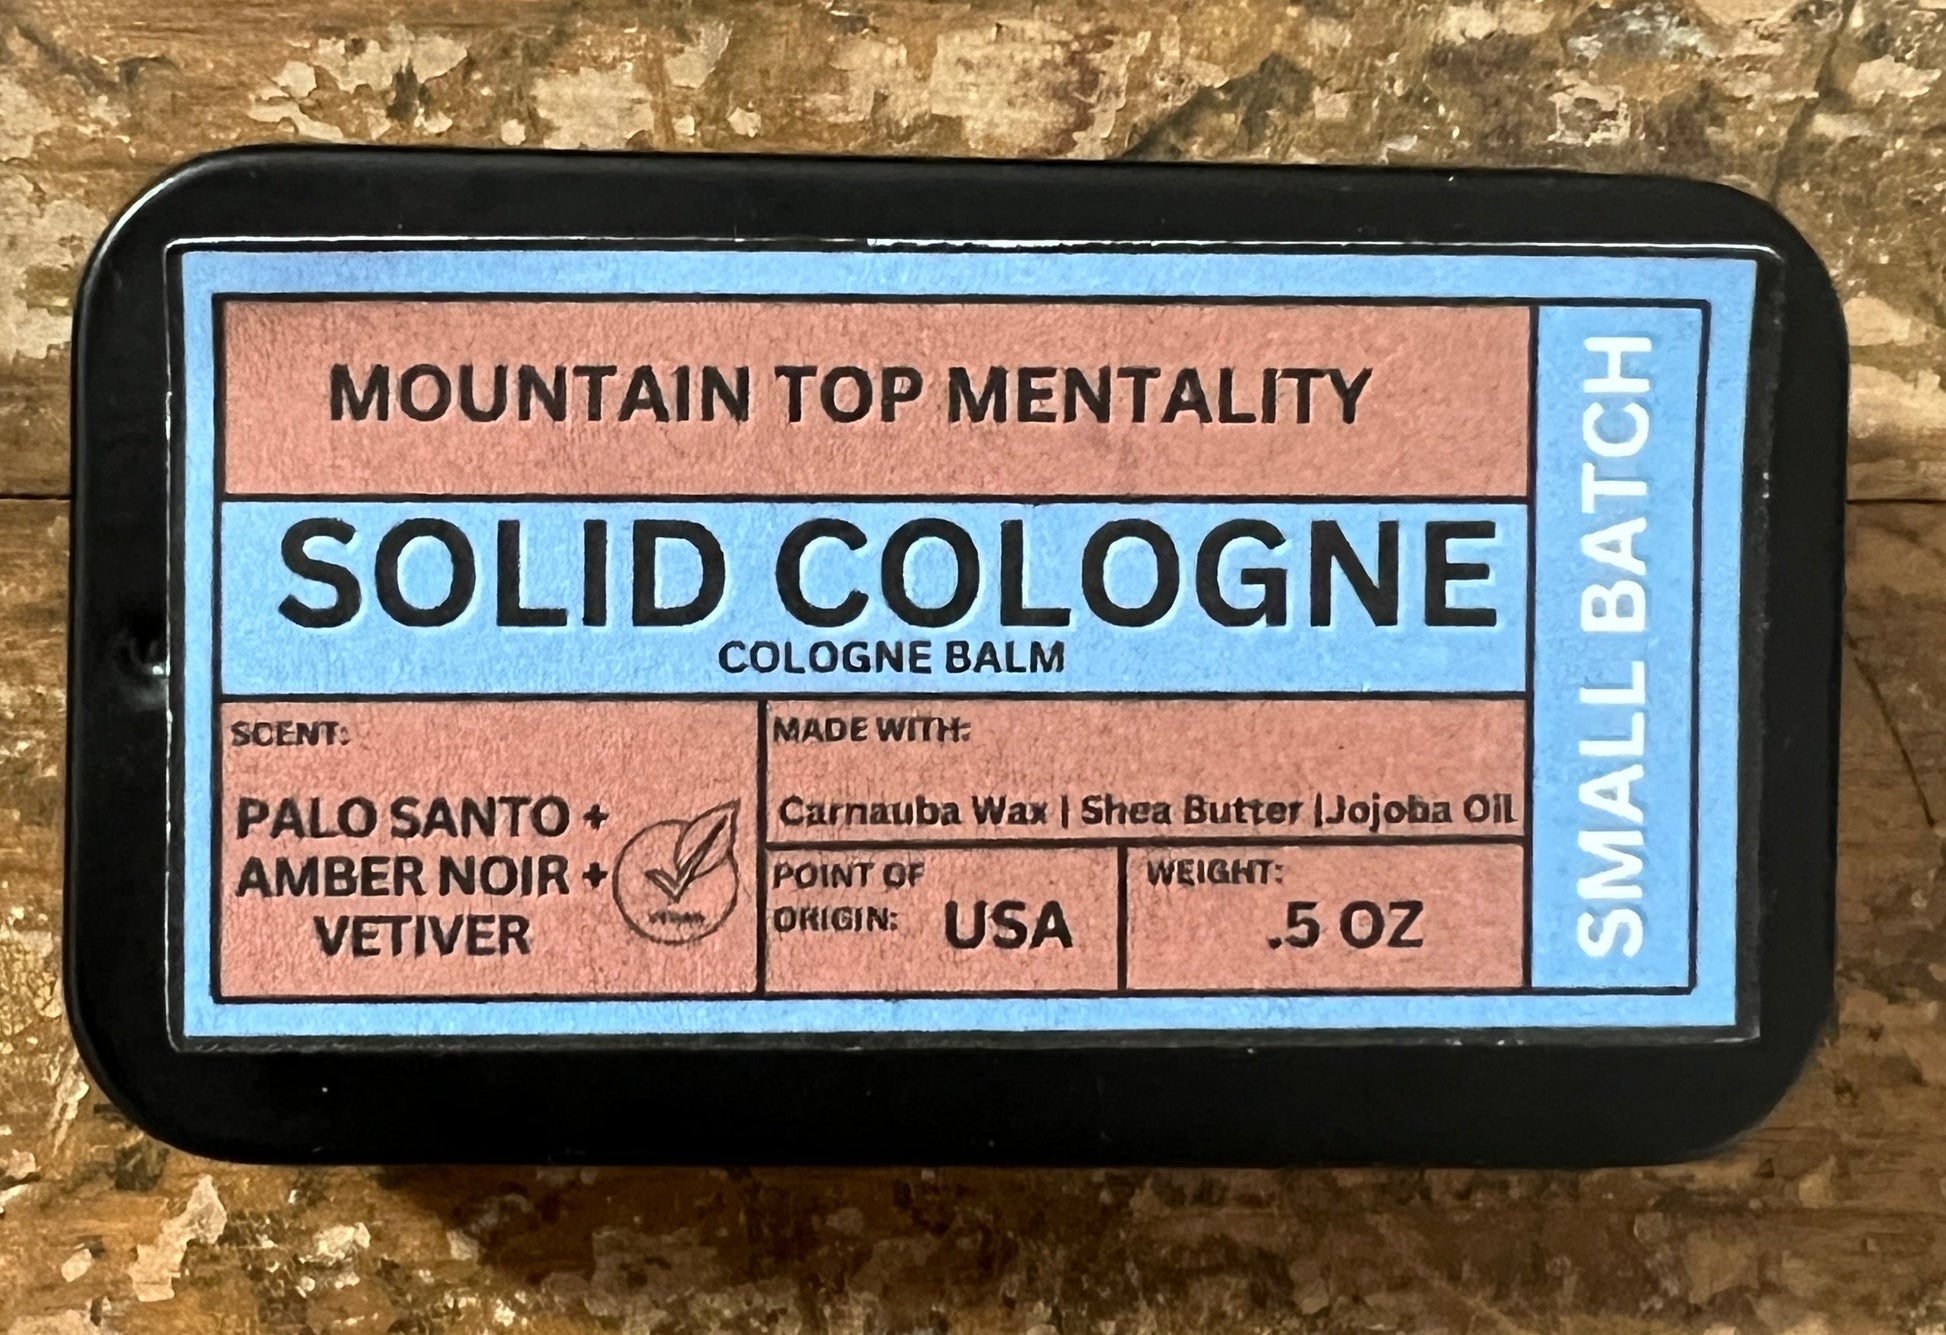 MOUNTAIN TOP MENTALITY
SOLID COLOGNE
COLOGNE BALM
SCENT:
PALO SANTO +
AMBER NOIR +
VETIVER
VEGAN
MADE WITH:
Carnauba Wax | Shea Butter |Jojoba Oil
POINT OF
ORIGIN:
USA
WEIGHT:
.5 OZ
SMALL BATCH